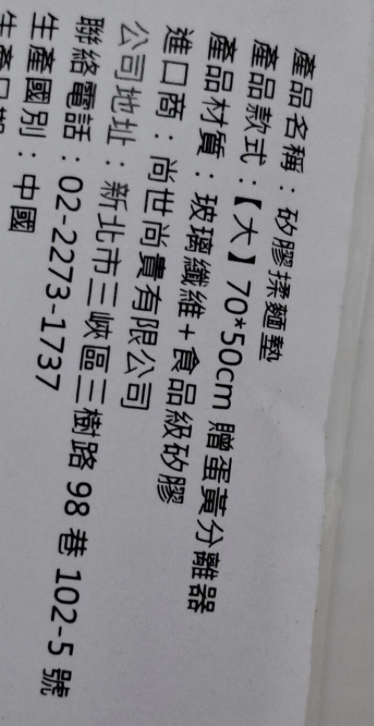 產品名稱：矽膠揉麵墊
產品款式：【大】70*50cm 贈蛋黃分離器
產品材質：玻璃纖維+食品級矽膠
進口商：尚世尚貴有限公司
公司地址：新北市三峽區三樹路 98 巷 102-5 號
聯絡電話：02-2273-1737
生產國別：中國